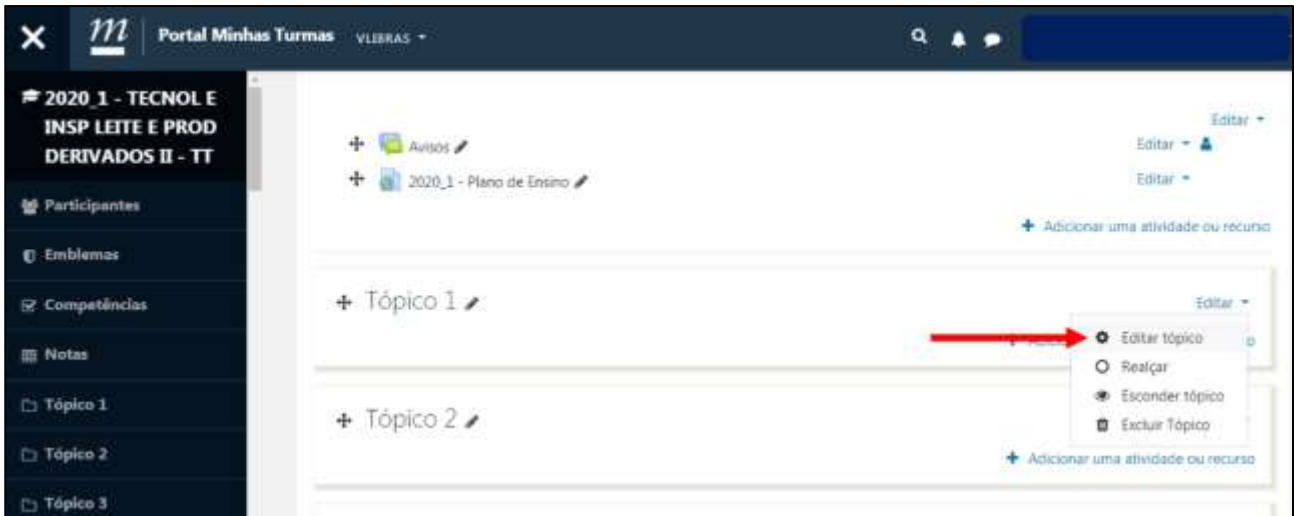 m Portal Minhas Turmas VLIBRAS
2020_1 - TECNOL E
INSP LEITE E PROD
DERIVADOS II - TT
Participantes
Emblemas
Competências
Notas
Tópico 1
Tópico 2
Tópico 3
Editar
Avisos Editar
2020_1 - Plano de Ensino Editar
Adicionar uma atividade ou recurso
Tópico 1 Editar
Editar tópico
Realçar
Esconder tópico
Excluir Tópico
Tópico 2
Adicionar uma atividade ou recurso